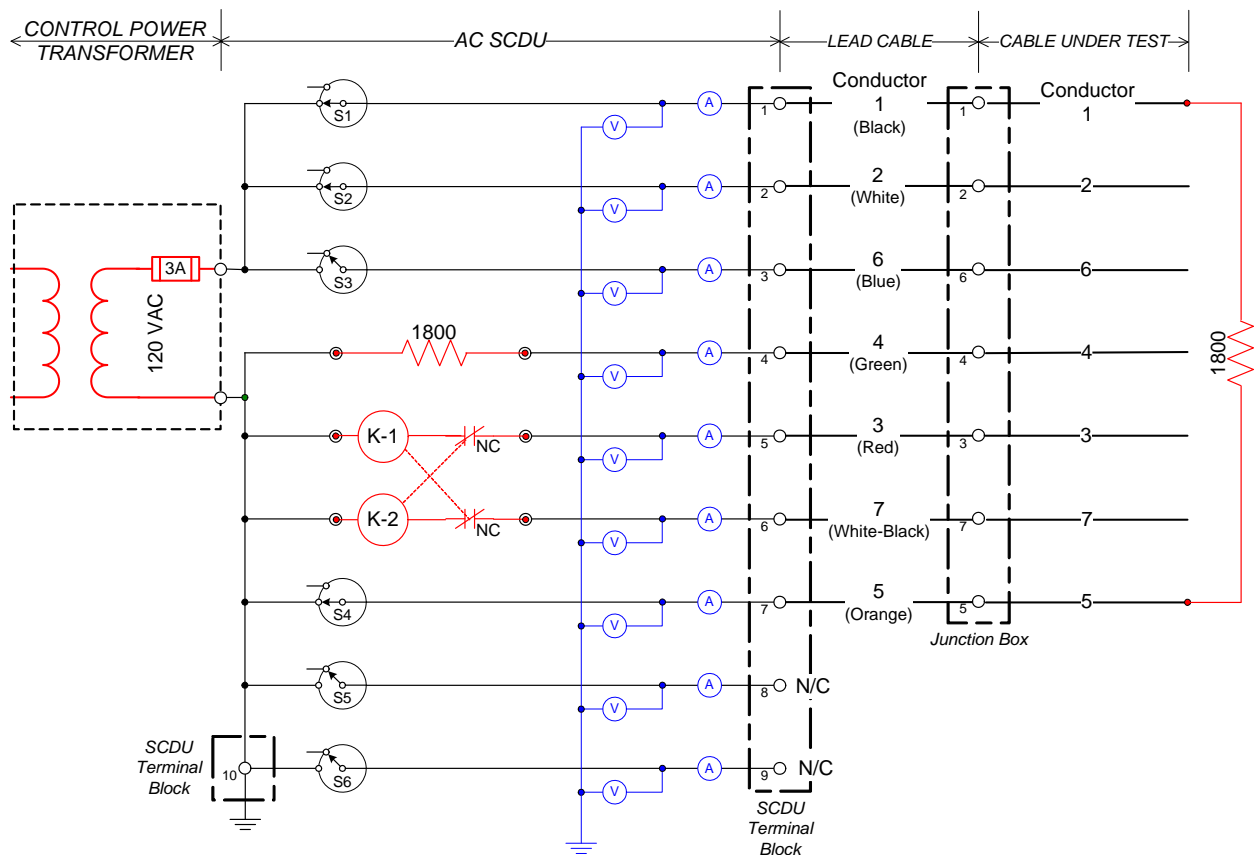 CONTROL POWER
TRANSFORMER
AC SCDU
LEAD CABLE
CABLE UNDER TEST
Conductor
1
(Black)
Conductor
1
S1
V
A
1
1
S2
V
A
2
2
(White)
2
2
3A
120 VAC
S3
V
A
3
6
(Blue)
6
6
1800
V
A
4
4
(Green)
4
4
1800
K-1
NC
V
A
5
3
(Red)
3
3
K-2
NC
V
A
6
7
(White-Black)
7
7
S4
V
A
7
5
(Orange)
5
5
Junction Box
S5
V
A
8
N/C
SCDU
Terminal
Block
10
S6
V
A
9
N/C
SCDU
Terminal
Block